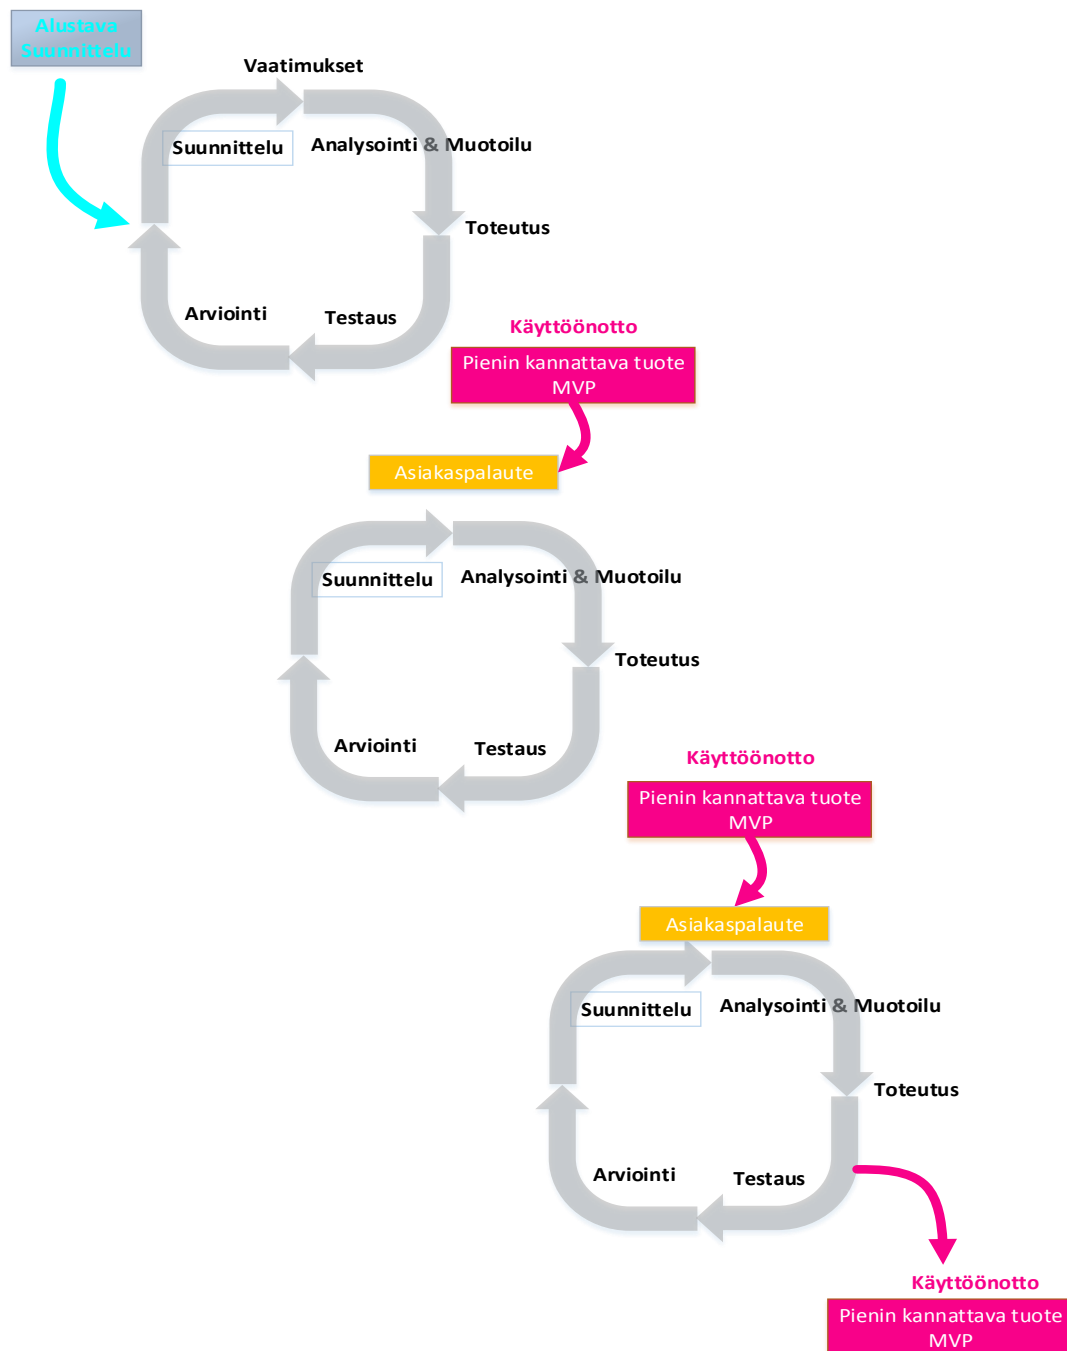 Alustava
Suunnittelu
Vaatimukset
Suunnittelu
Analysointi & Muotoilu
Toteutus
Arviointi
Testaus
Käyttöönotto
Pienin kannattava tuote
MVP
Asiakaspalaute
Suunnittelu
Analysointi & Muotoilu
Toteutus
Arviointi
Testaus
Käyttöönotto
Pienin kannattava tuote
MVP
Asiakaspalaute
Suunnittelu
Analysointi & Muotoilu
Toteutus
Arviointi
Testaus
Käyttöönotto
Pienin kannattava tuote
MVP